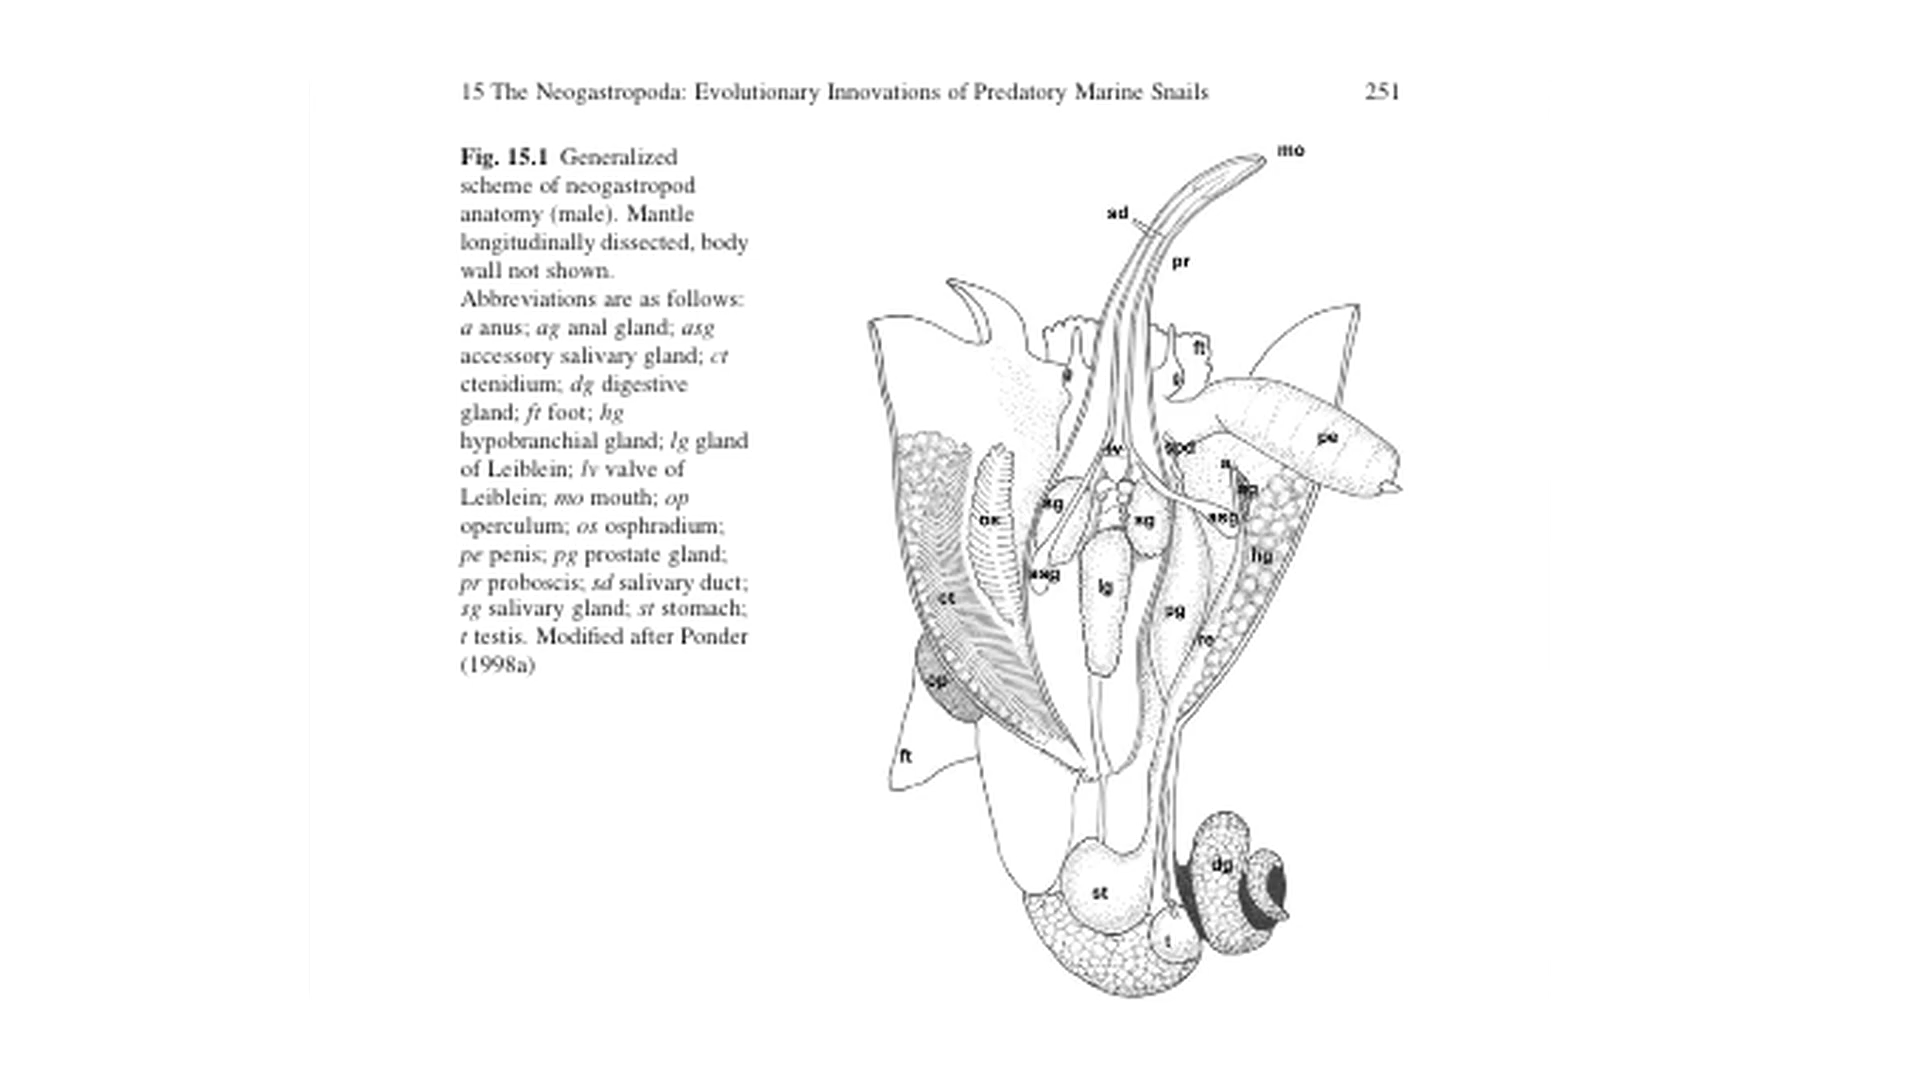 15 The Neogastropoda: Evolutionary Innovations of Predatory Marine Snails 251
Fig. 15.1 Generalized
scheme of neogastropod
anatomy (male). Mantle
longitudinally dissected, body
wall not shown.
Abbreviations are as follows:
a anus; ag anal gland; asg
accessory salivary gland; ct
ctenidium; dg digestive
gland; ft foot; hg
hypobranchial gland; lg gland
of Leiblein; lv valve of
Leiblein; mo mouth; op
operculum; os osphradium;
pe penis; pg prostate gland;
pr proboscis; sd salivary duct;
sg salivary gland; st stomach;
t testis. Modified after Ponder
(1998a)
mo
sd
pr
ft
pe
lv
spd
a
ag
sg
os
sg
asg
hg
asg
lg
ct
pg
re
op
ft
dg
st
t